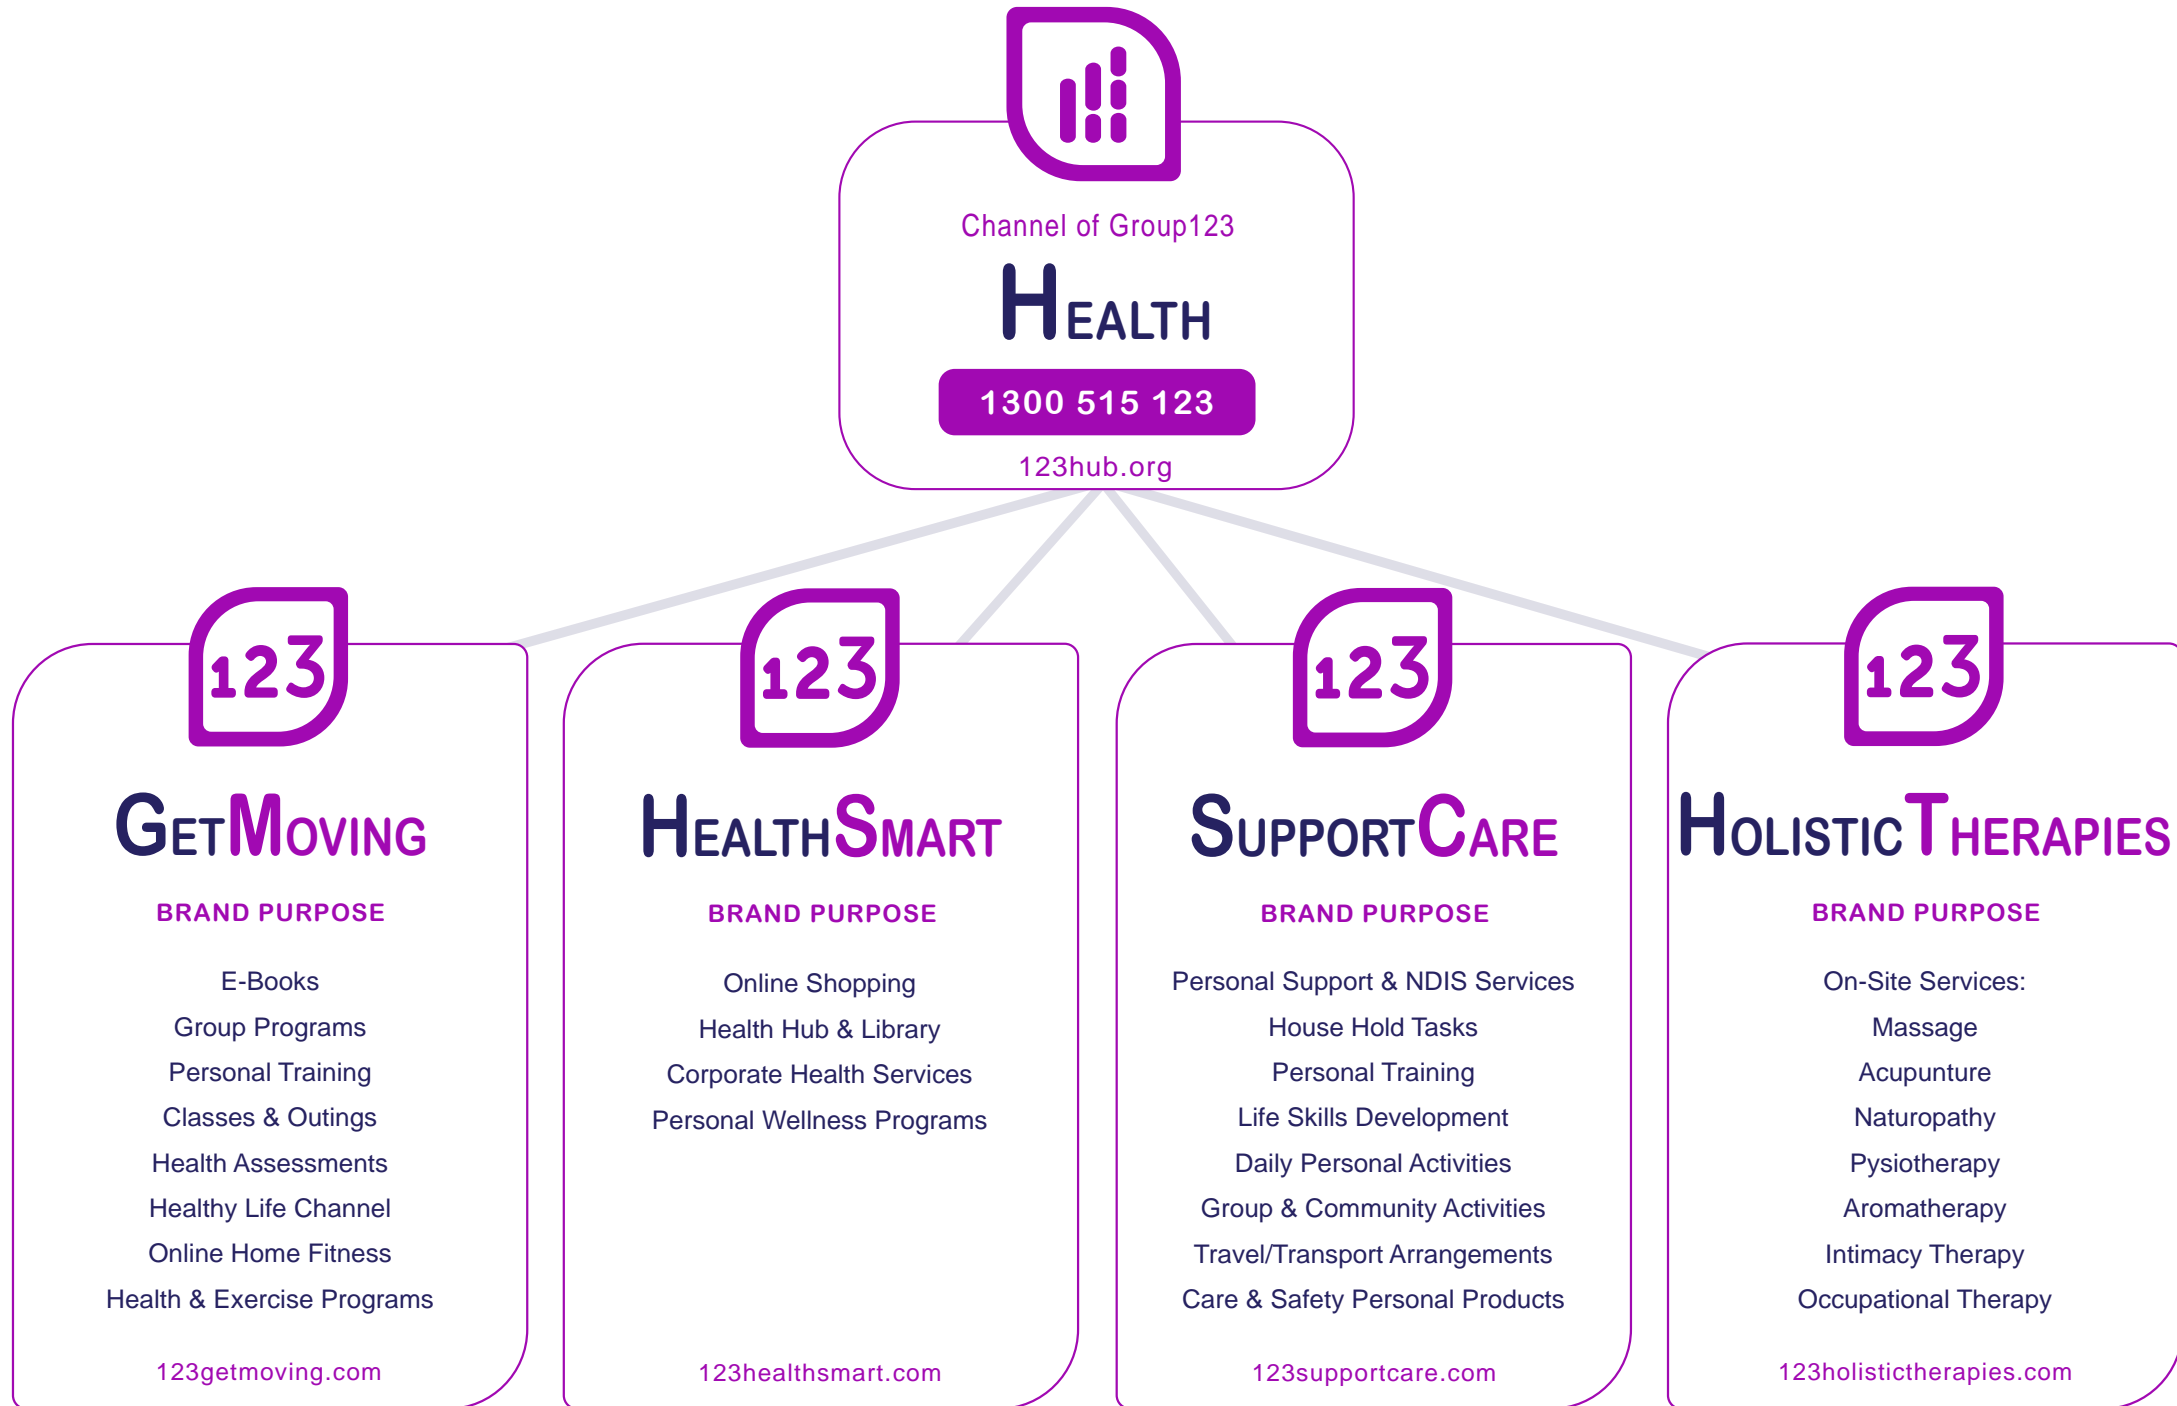 Channel of Group123
HEALTH
1300 515 123
123hub.org
123
GETMOVING
BRAND PURPOSE
E-Books
Group Programs
Personal Training
Classes & Outings
Health Assessments
Healthy Life Channel
Online Home Fitness
Health & Exercise Programs
123getmoving.com
123
HEALTHSMART
BRAND PURPOSE
Online Shopping
Health Hub & Library
Corporate Health Services
Personal Wellness Programs
123healthsmart.com
123
SUPPORTCARE
BRAND PURPOSE
Personal Support & NDIS Services
House Hold Tasks
Personal Training
Life Skills Development
Daily Personal Activities
Group & Community Activities
Travel/Transport Arrangements
Care & Safety Personal Products
123supportcare.com
123
HOLISTICTHERAPIES
BRAND PURPOSE
On-Site Services:
Massage
Acupunture
Naturopathy
Pysiotherapy
Aromatherapy
Intimacy Therapy
Occupational Therapy
123holistictherapies.com